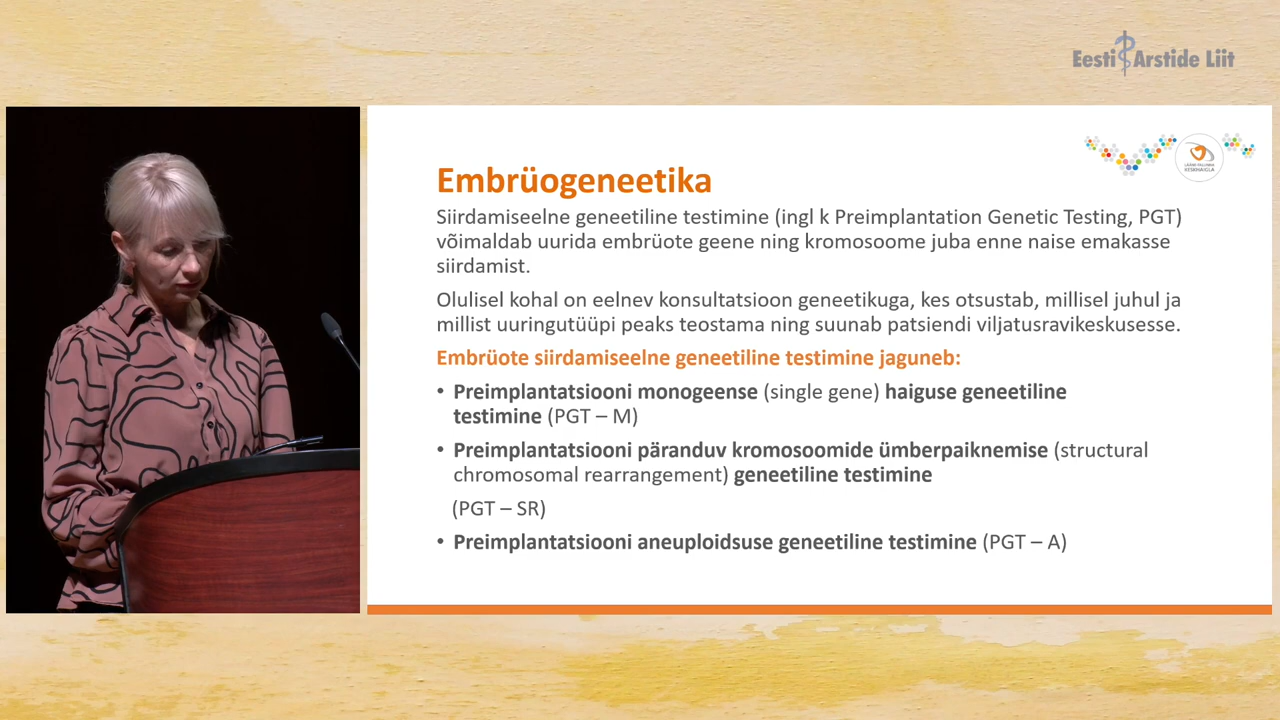 Eesti Arstide Liit
LÄÄNE-TALLINNA
KESKHAIGLA
Embrüogeneetika
Siirdamiseelne geneetiline testimine (ingl k Preimplantation Genetic Testing, PGT)
võimaldab uurida embrüote geene ning kromosoome juba enne naise emakasse
siirdamist.
Olulisel kohal on eelnev konsultatsioon geneetikuga, kes otsustab, millisel juhul ja
millist uuringutüüpi peaks teostama ning suunab patsiendi viljatusravikeskusesse.
Embrüote siirdamiseelne geneetiline testimine jaguneb:
• Preimplantatsiooni monogeense (single gene) haiguse geneetiline
testimine (PGT – M)
• Preimplantatsiooni päranduv kromosoomide ümberpaiknemise (structural
chromosomal rearrangement) geneetiline testimine
(PGT – SR)
• Preimplantatsiooni aneuploidsuse geneetiline testimine (PGT – A)